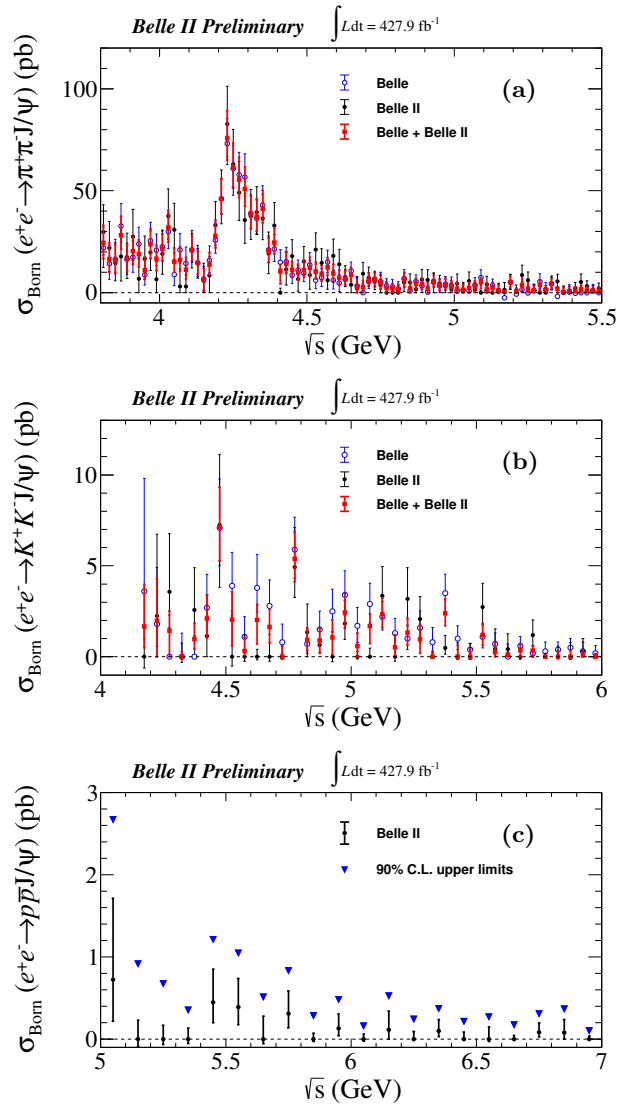 Belle II Preliminary ∫Ldt = 427.9 fb⁻¹
σ_Born (e⁺e⁻→π⁺π⁻J/ψ) (pb)
100
50
0
Belle
Belle II
Belle + Belle II
(a)
4 4.5 5 5.5
√s (GeV)
Belle II Preliminary ∫Ldt = 427.9 fb⁻¹
σ_Born (e⁺e⁻→K⁺K⁻J/ψ) (pb)
10
5
0
Belle
Belle II
Belle + Belle II
(b)
4 4.5 5 5.5 6
√s (GeV)
Belle II Preliminary ∫Ldt = 427.9 fb⁻¹
σ_Born (e⁺e⁻→pp̅J/ψ) (pb)
3
2
1
0
Belle II
90% C.L. upper limits
(c)
5 5.5 6 6.5 7
√s (GeV)